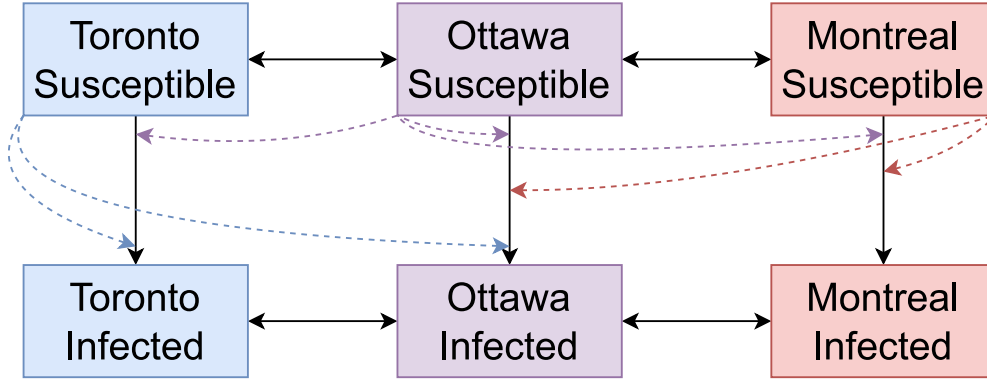 Toronto
Susceptible
Ottawa
Susceptible
Montreal
Susceptible
Toronto
Infected
Ottawa
Infected
Montreal
Infected